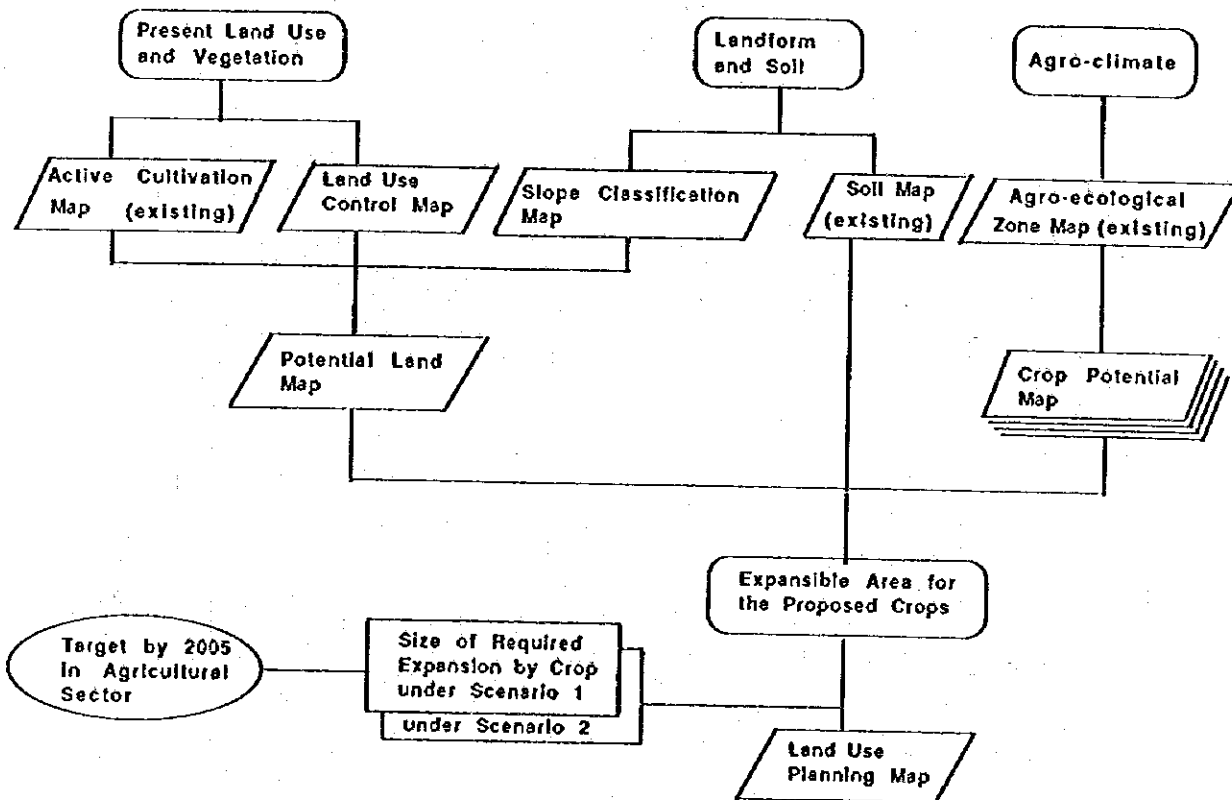 Present Land Use
and Vegetation
Landform
and Soil
Agro-climate
Active Cultivation
Map (existing)
Land Use
Control Map
Slope Classification
Map
Soil Map
(existing)
Agro-ecological
Zone Map (existing)
Potential Land
Map
Crop Potential
Map
Expansible Area for
the Proposed Crops
Target by 2005
in Agricultural
Sector
Size of Required
Expansion by Crop
under Scenario 1
under Scenario 2
Land Use
Planning Map